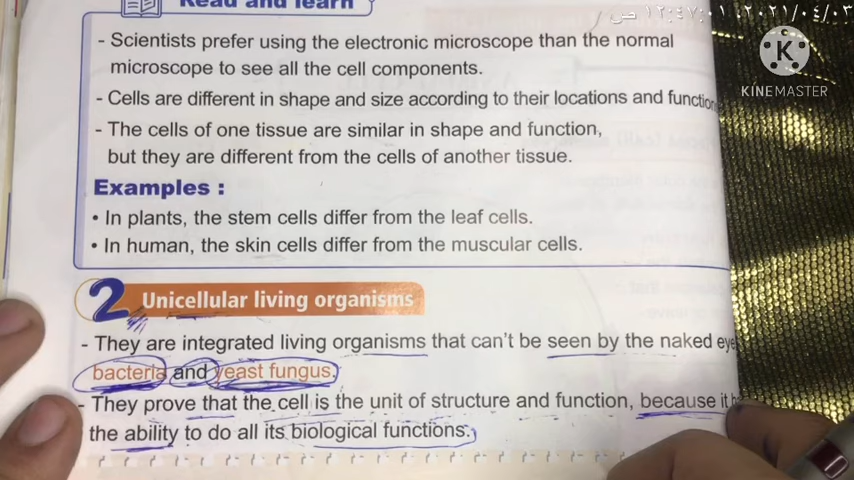 Read and learn
٢٠٢١/٠٤/٠٣، ١٢:٤٧:٠١ ص
K
KINEMASTER
- Scientists prefer using the electronic microscope than the normal
microscope to see all the cell components.
- Cells are different in shape and size according to their locations and function
- The cells of one tissue are similar in shape and function,
but they are different from the cells of another tissue.
Examples :
• In plants, the stem cells differ from the leaf cells.
• In human, the skin cells differ from the muscular cells.
2 Unicellular living organisms
- They are integrated living organisms that can't be seen by the naked eye
bacteria and yeast fungus.
- They prove that the cell is the unit of structure and function, because it
the ability to do all its biological functions.